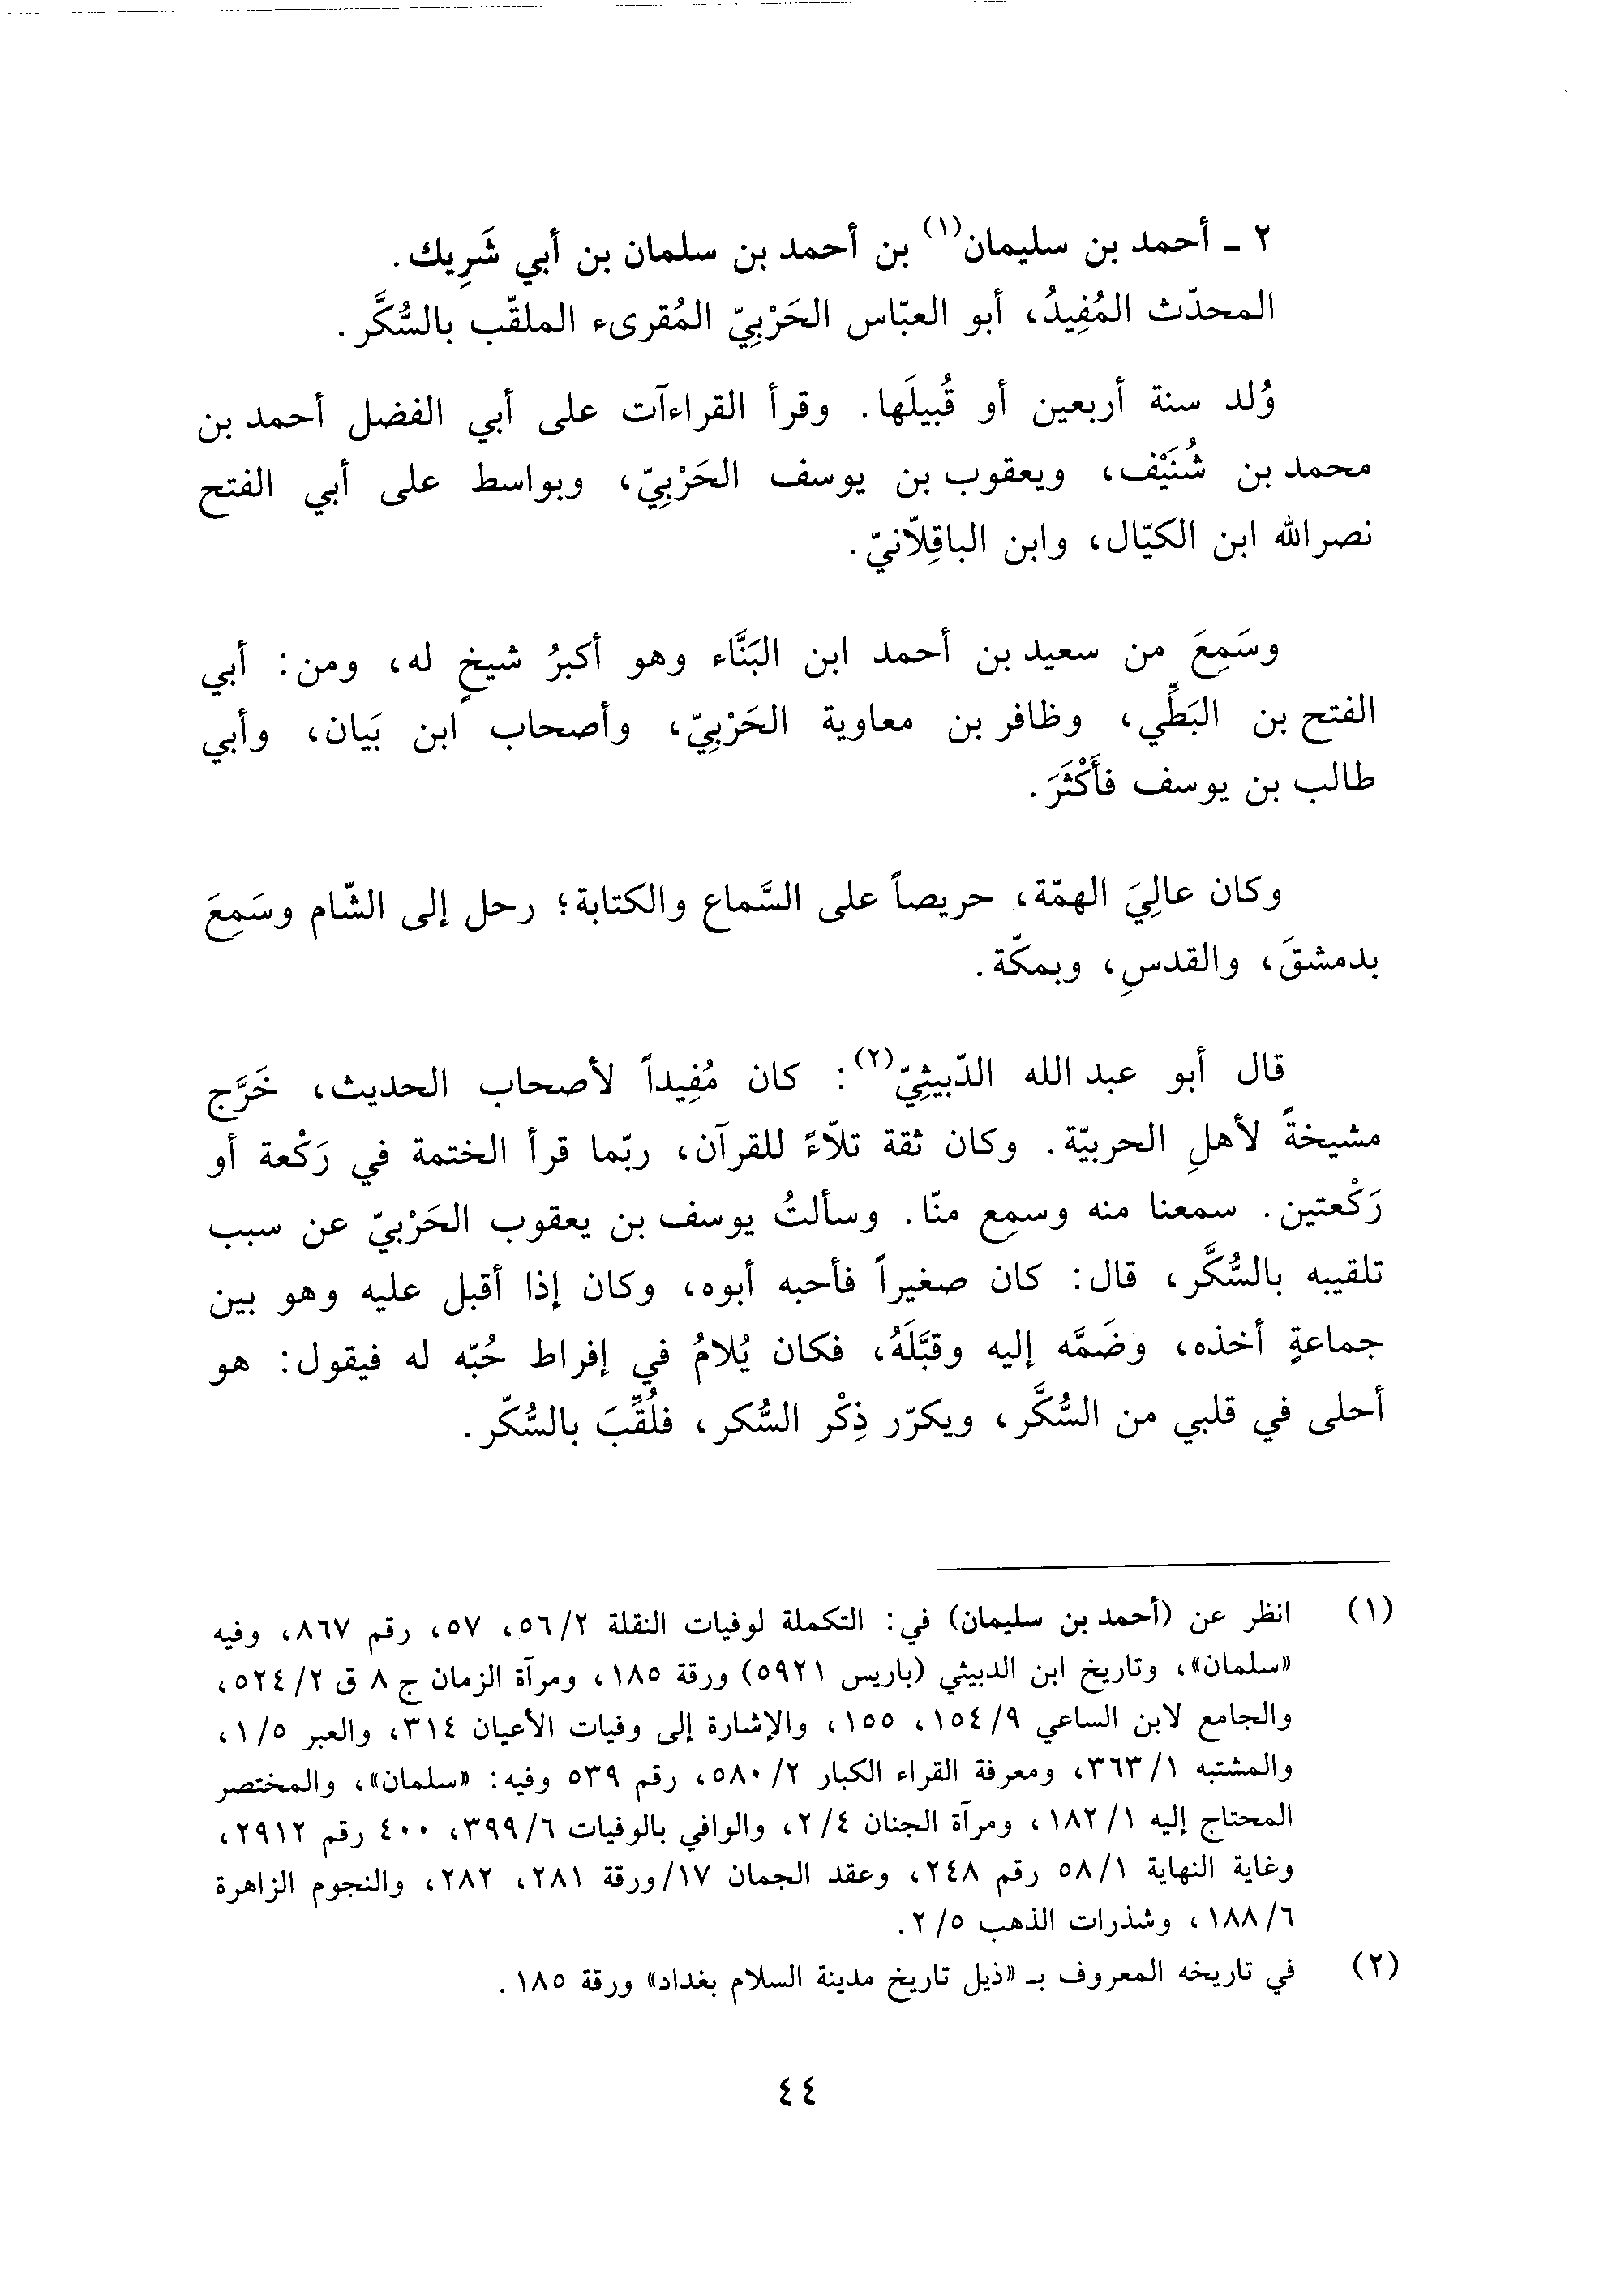 ٢ ـ أحمد بن سليمان(١) بن أحمد بن سلمان بن أبي شَرِيك.
المحدّث المُفِيدُ، أبو العبّاس الحَرْبِيّ المُقرىء الملقّب بالسُّكَّر.
وُلد سنة أربعين أو قُبيلَها. وقرأ القراءآت على أبي الفضل أحمد بن
محمد بن شُنَيْف، ويعقوب بن يوسف الحَرْبِيّ، وبواسط على أبي الفتح
نصر الله ابن الكيّال، وابن الباقِلّانيّ.
وسَمِعَ من سعيد بن أحمد ابن البَنَّاء وهو أكبرُ شيخٍ له، ومن: أبي
الفتح بن البَطِّي، وظافر بن معاوية الحَرْبِيّ، وأصحاب ابن بَيان، وأبي
طالب بن يوسف فأَكْثَرَ.
وكان عالِيَ الهمّة، حريصاً على السَّماع والكتابة؛ رحل إلى الشّام وسَمِعَ
بدمشقَ، والقدسِ، وبمكّة.
قال أبو عبد الله الدّبيثِيّ(٢): كان مُفِيداً لأصحاب الحديث، خَرَّج
مشيخةً لأهلِ الحربيّة. وكان ثقة تلاّءً للقرآن، ربّما قرأ الختمة في رَكْعة أو
رَكْعتين. سمعنا منه وسمِع منّا. وسألتُ يوسف بن يعقوب الحَرْبيّ عن سبب
تلقيبه بالسُّكَّر، قال: كان صغيراً فأحبه أبوه، وكان إذا أقبل عليه وهو بين
جماعةٍ أخذه، وضَمَّه إليه وقبَّلَهُ، فكان يُلامُ في إفراط حُبّه له فيقول: هو
أحلى في قلبي من السُّكَّر، ويكرّر ذِكْر السُّكر، فلُقِّبَ بالسُّكّر.
(١) انظر عن (أحمد بن سليمان) في: التكملة لوفيات النقلة ٢/ ٥٦، ٥٧، رقم ٨٦٧، وفيه
«سلمان»، وتاريخ ابن الدبيثي (باريس ٥٩٢١) ورقة ١٨٥، ومرآة الزمان ج ٨ ق ٢/ ٥٢٤،
والجامع لابن الساعي ٩/ ١٥٤، ١٥٥، والإشارة إلى وفيات الأعيان ٣١٤، والعبر ٥/ ١،
والمشتبه ١/ ٣٦٣، ومعرفة القراء الكبار ٢/ ٥٨٠، رقم ٥٣٩ وفيه: «سلمان»، والمختصر
المحتاج إليه ١/ ١٨٢، ومرآة الجنان ٤/ ٢، والوافي بالوفيات ٦/ ٣٩٩، ٤٠٠ رقم ٢٩١٢،
وغاية النهاية ١/ ٥٨ رقم ٢٤٨، وعقد الجمان ١٧/ ورقة ٢٨١، ٢٨٢، والنجوم الزاهرة
٦/ ١٨٨، وشذرات الذهب ٥/ ٢.
(٢) في تاريخه المعروف بـ «ذيل تاريخ مدينة السلام بغداد» ورقة ١٨٥.
٤٤